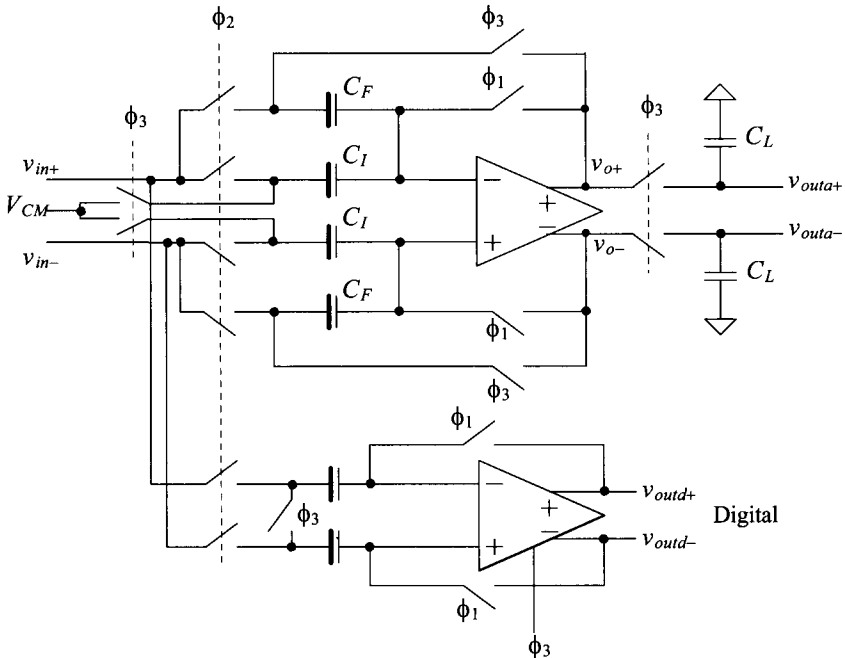 ϕ3
ϕ2
ϕ1
CF
ϕ3
ϕ3
CL
vin+
CI
vo+
− +
vouta+
VCM
CI
+ −
vouta−
vin−
vo−
CL
CF
ϕ1
ϕ3
ϕ1
− +
voutd+
ϕ3
Digital
+ −
voutd−
ϕ1
ϕ3